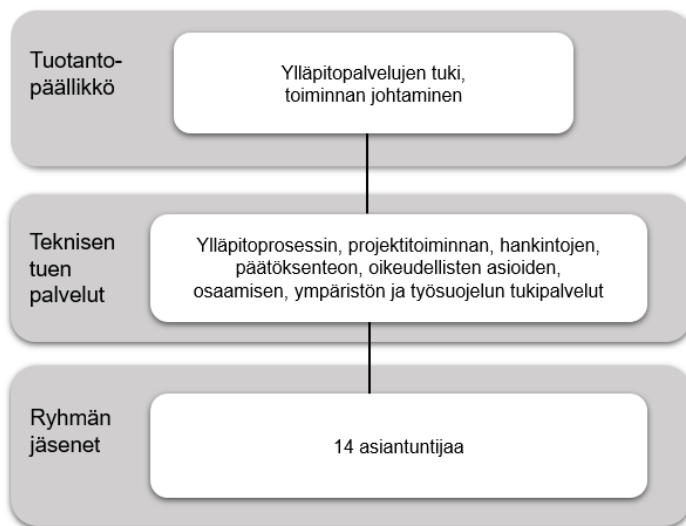 Tuotanto-
päällikkö
Ylläpitopalvelujen tuki,
toiminnan johtaminen
Teknisen
tuen
palvelut
Ylläpitoprosessin, projektitoiminnan, hankintojen,
päätöksenteon, oikeudellisten asioiden,
osaamisen, ympäristön ja työsuojelun tukipalvelut
Ryhmän
jäsenet
14 asiantuntijaa